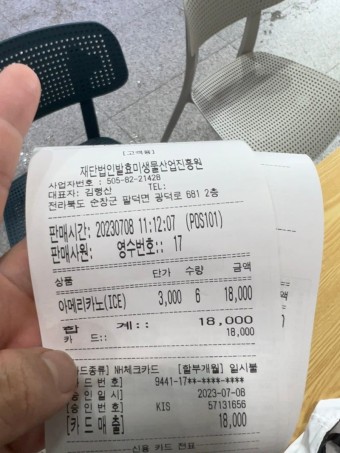 [고객용]
재단법인발효미생물산업진흥원
사업자번호 : 505-82-21428
대표자: 김형산 TEL:
전라북도 순창군 팔덕면 광덕로 681 2층
판매시간: 20230708 11:12:07 (POS101)
판매사원: 영수번호:: 17
상품 단가 수량 금액
아메리카노(ICE) 3,000 6 18,000
합 계:: 18,000
카 드:: 18,000
카드종류] NH체크카드 [할부개월] 일시불
카드번호] 9441-17**-****-****
[승인일시] 2023-07-08
[승인번호] KIS 57131656
[카드매출] 18,000
신용 카드 전표
금액
00